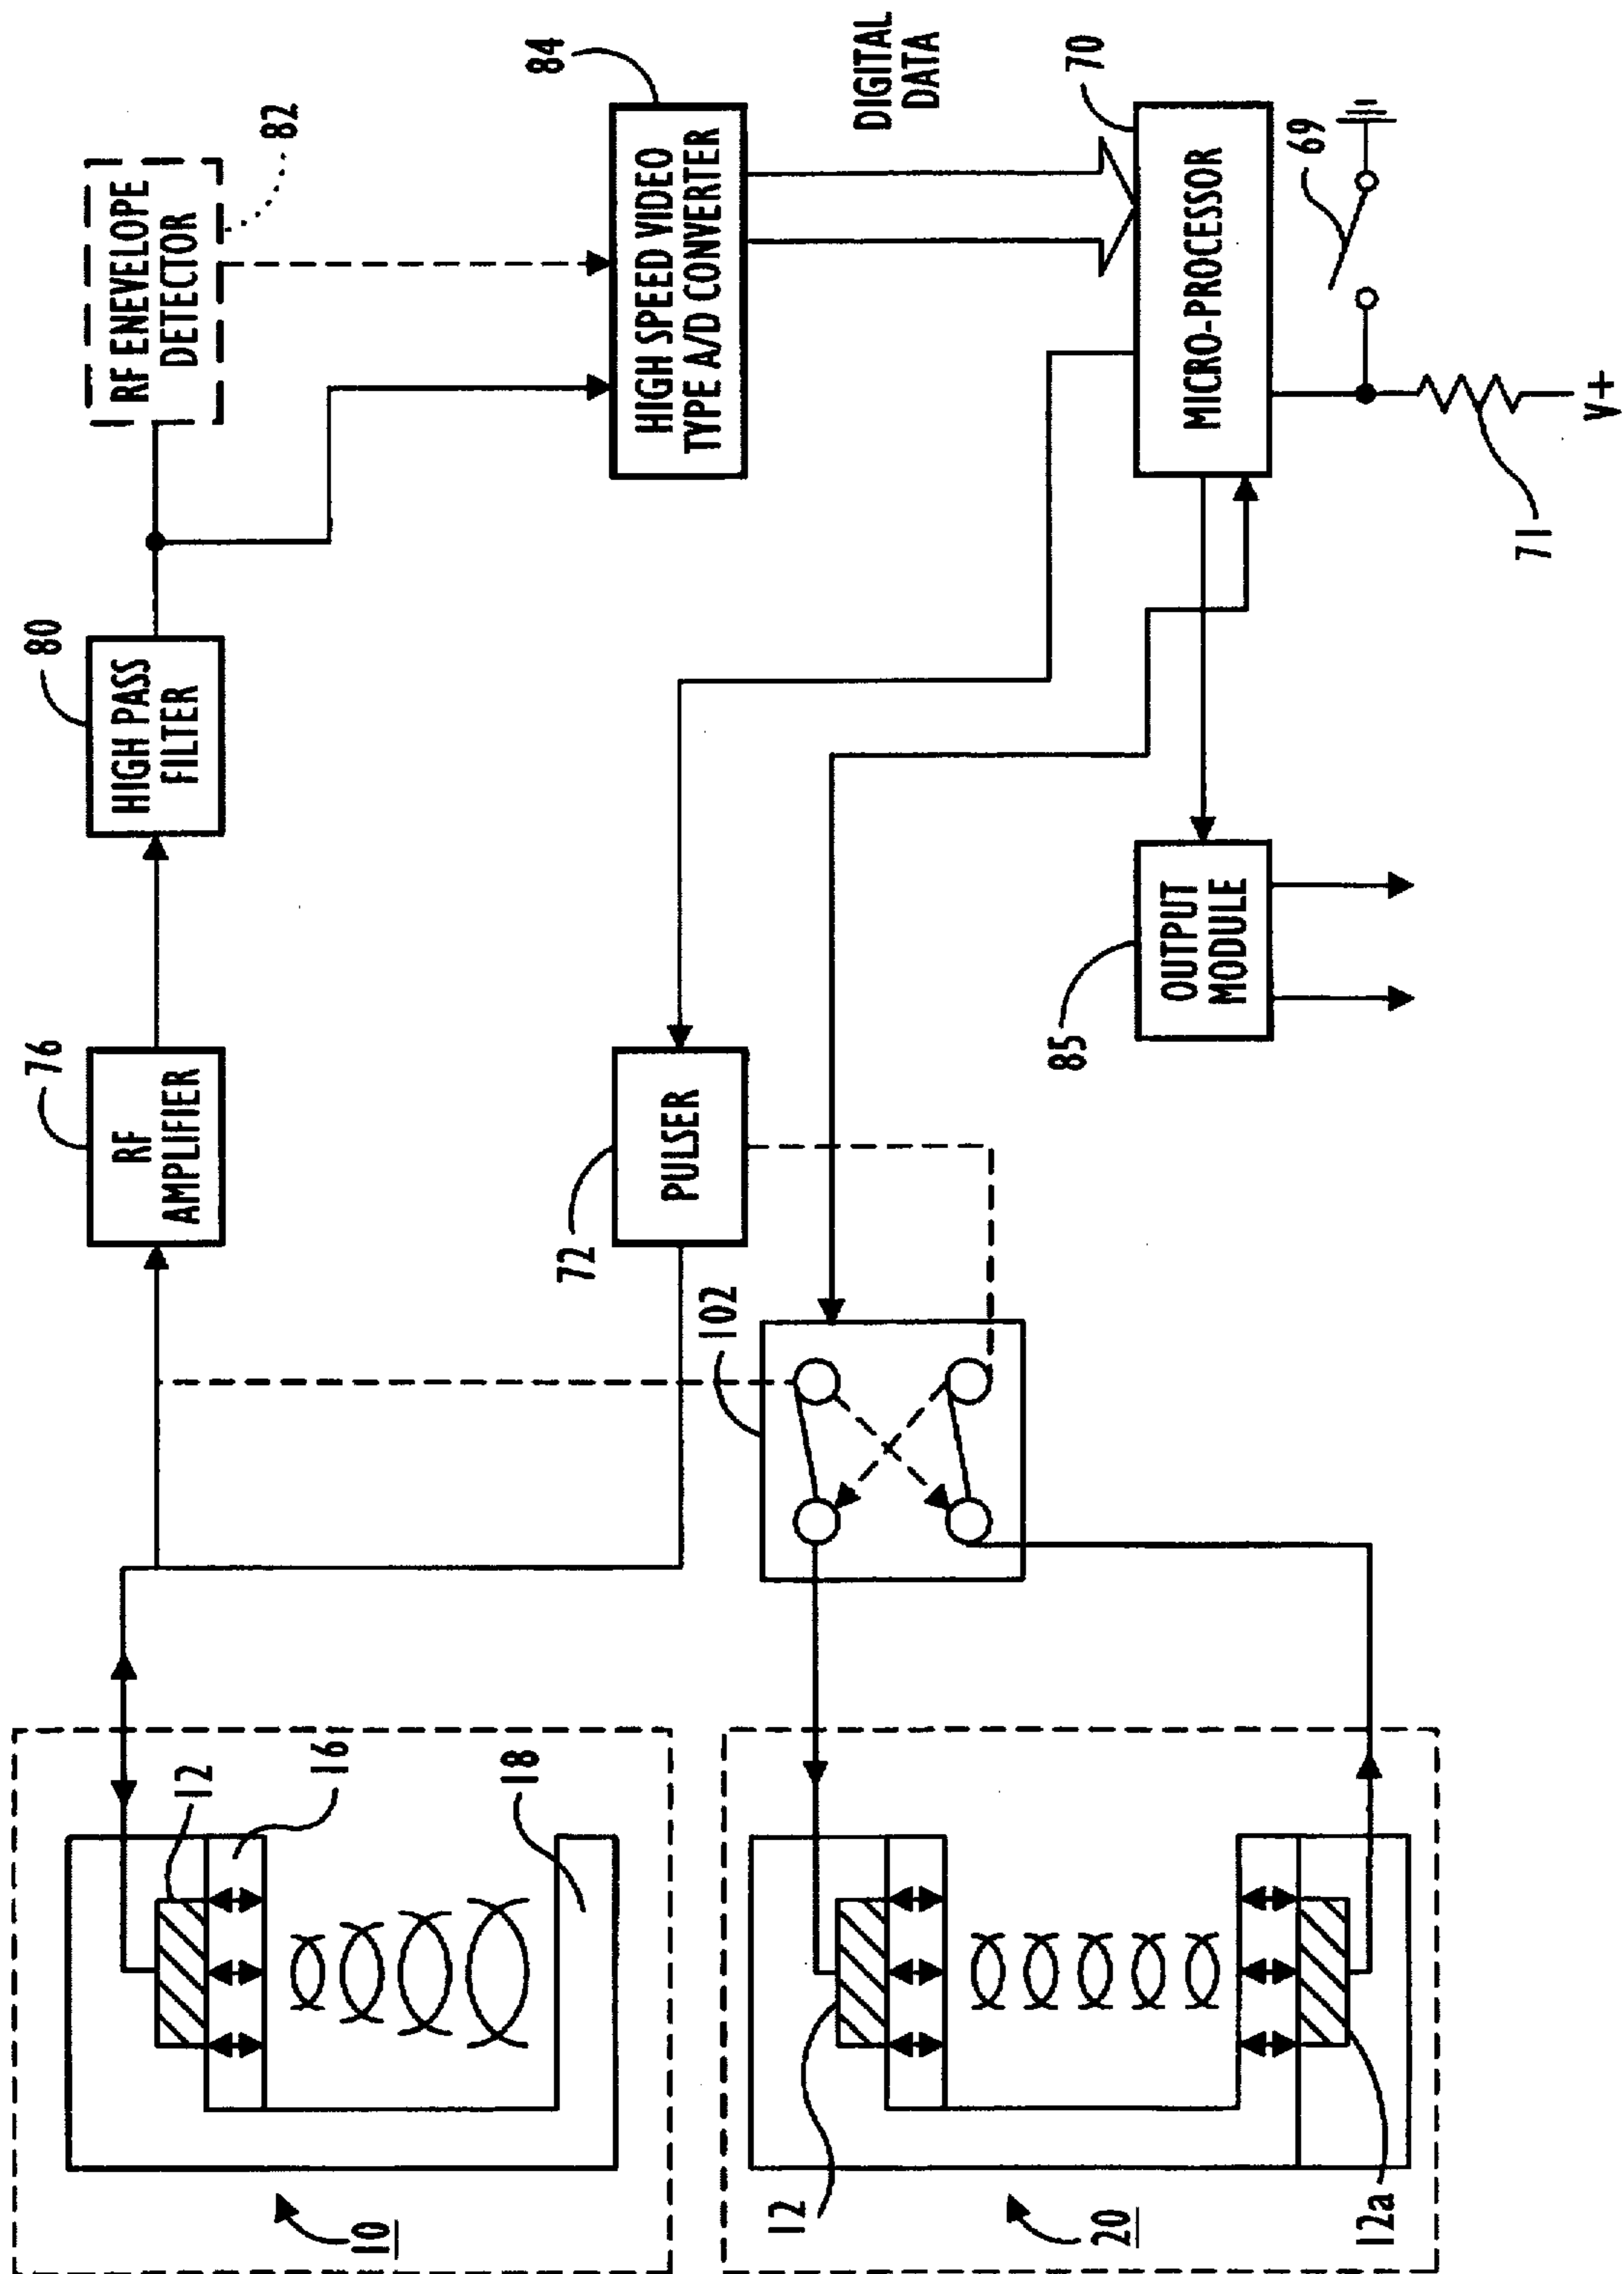 76
RF
AMPLIFIER
80
HIGH PASS
FILTER
RF ENEVELOPE
DETECTOR
82
12
16
18
10
72
PULSER
84
HIGH SPEED VIDEO
TYPE A/D CONVERTER
102
DIGITAL
DATA
12
20
12a
85
OUTPUT
MODULE
70
MICRO-PROCESSOR
69
71
V+